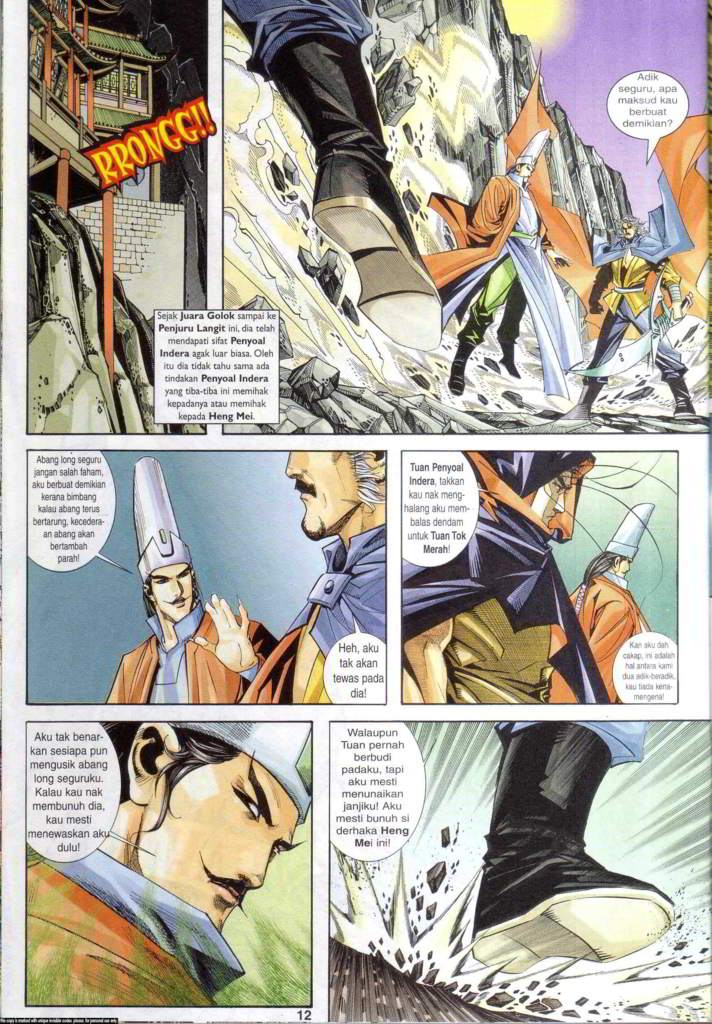 RRONGG!!
Adik
seguru, apa
maksud kau
berbuat
demikian?
Sejak Juara Golok sampai ke
Penjuru Langit ini, dia telah
mendapati sifat Penyoal
Indera agak luar biasa. Oleh
itu dia tidak tahu sama ada
tindakan Penyoal Indera
yang tiba-tiba ini memihak
kepadanya atau memihak
kepada Heng Mei.
Abang long seguru
jangan salah faham,
aku berbuat demikian
kerana bimbang
kalau abang terus
bertarung, kecedera-
an abang akan
bertambah
parah!
Heh, aku
tak akan
tewas pada
dia!
Tuan Penyoal
Indera, takkan
kau nak meng-
halang aku mem-
balas dendam
untuk Tuan Tok
Merah!
Kan aku dah
cakap, ini adalah
hal antara kami
dua adik-beradik,
kau tiada kena-
mengena!
Aku tak benar-
kan sesiapa pun
mengusik abang
long seguruku.
Kalau kau nak
membunuh dia,
kau mesti
menewaskan aku
dulu!
Walaupun
Tuan pernah
berbudi
padaku, tapi
aku mesti
menunaikan
janjiku! Aku
mesti bunuh si
derhaka Heng
Mei ini!
12